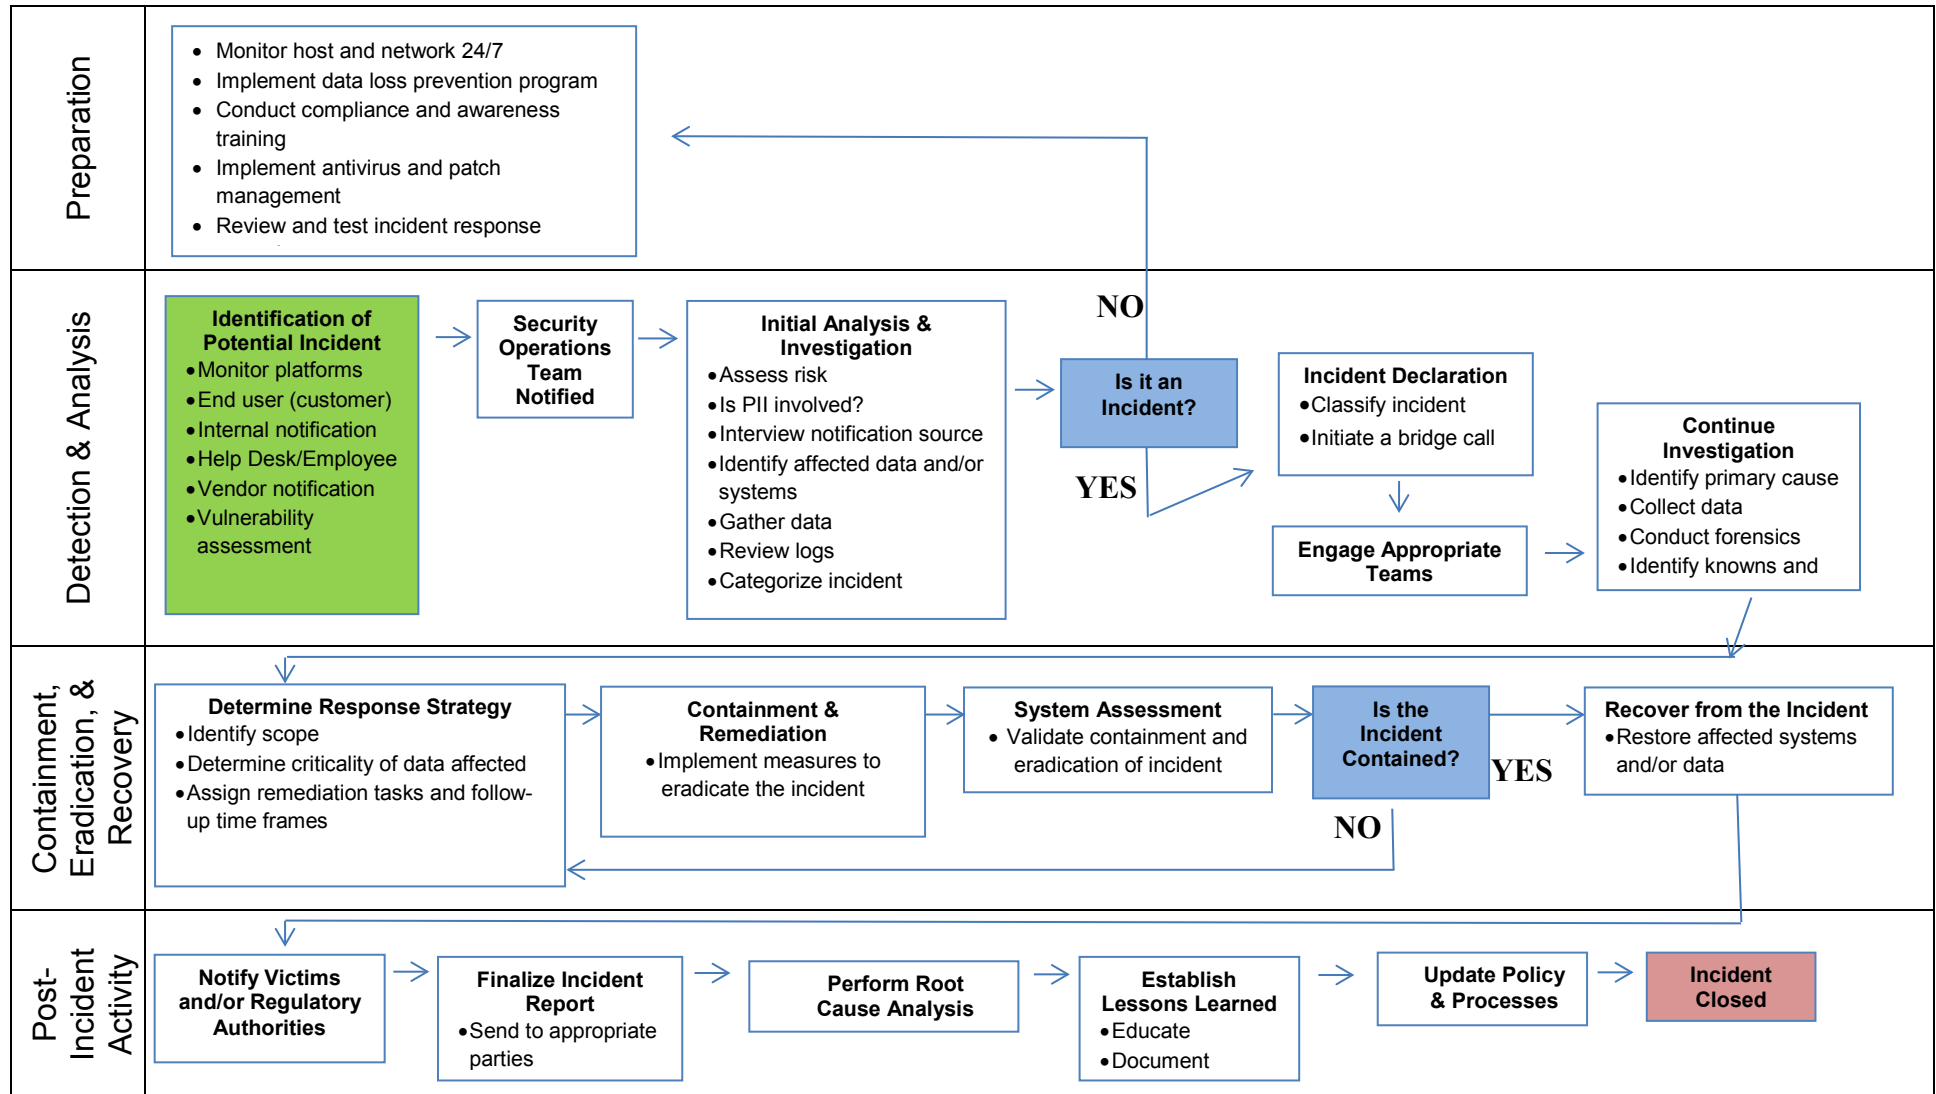 Preparation
• Monitor host and network 24/7
• Implement data loss prevention program
• Conduct compliance and awareness
training
• Implement antivirus and patch
management
• Review and test incident response
Detection & Analysis
Identification of
Potential Incident
•Monitor platforms
•End user (customer)
•Internal notification
•Help Desk/Employee
•Vendor notification
•Vulnerability
assessment
Security
Operations
Team
Notified
Initial Analysis &
Investigation
•Assess risk
•Is PII involved?
•Interview notification source
•Identify affected data and/or
systems
•Gather data
•Review logs
•Categorize incident
NO
Is it an
Incident?
YES
Incident Declaration
•Classify incident
•Initiate a bridge call
Engage Appropriate
Teams
Continue
Investigation
•Identify primary cause
•Collect data
•Conduct forensics
•Identify knowns and
Containment,
Eradication, &
Recovery
Determine Response Strategy
•Identify scope
•Determine criticality of data affected
•Assign remediation tasks and follow-
up time frames
Containment &
Remediation
•Implement measures to
eradicate the incident
System Assessment
• Validate containment and
eradication of incident
Is the
Incident
Contained?
YES
NO
Recover from the Incident
•Restore affected systems
and/or data
Post-
Incident
Activity
Notify Victims
and/or Regulatory
Authorities
Finalize Incident
Report
•Send to appropriate
parties
Perform Root
Cause Analysis
Establish
Lessons Learned
•Educate
•Document
Update Policy
& Processes
Incident
Closed